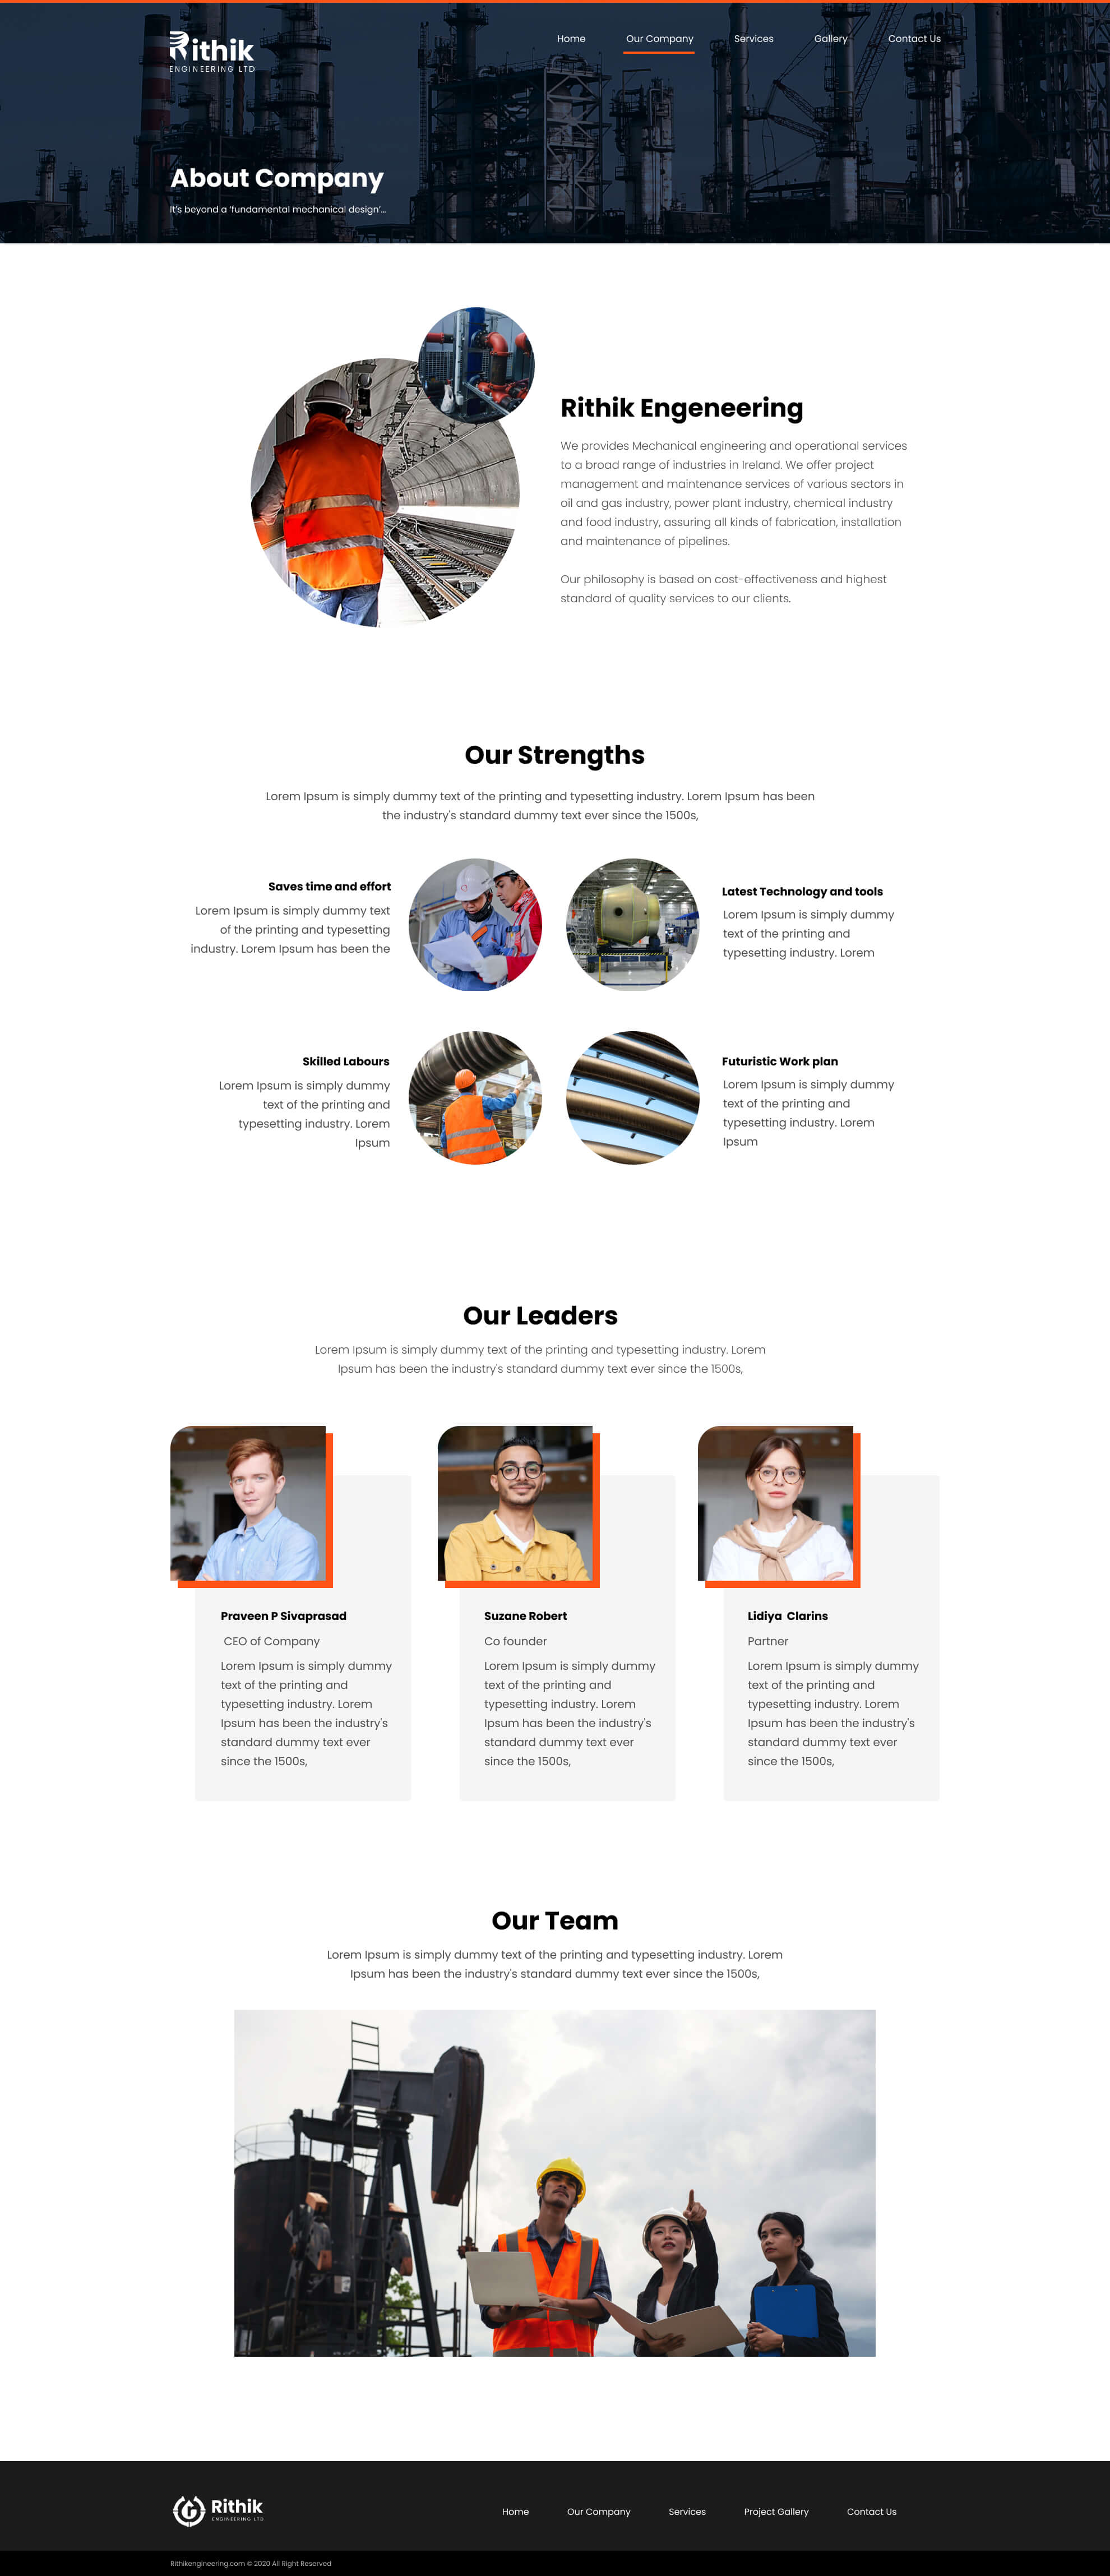 Rithik
ENGINEERING LTD
Home
Our Company
Services
Gallery
Contact Us
About Company
It's beyond a 'fundamental mechanical design'...
Rithik Engeneering
We provides Mechanical engineering and operational services
to a broad range of industries in Ireland. We offer project
management and maintenance services of various sectors in
oil and gas industry, power plant industry, chemical industry
and food industry, assuring all kinds of fabrication, installation
and maintenance of pipelines.
Our philosophy is based on cost-effectiveness and highest
standard of quality services to our clients.
Our Strengths
Lorem Ipsum is simply dummy text of the printing and typesetting industry. Lorem Ipsum has been
the industry's standard dummy text ever since the 1500s,
Saves time and effort
Lorem Ipsum is simply dummy text
of the printing and typesetting
industry. Lorem Ipsum has been the
Latest Technology and tools
Lorem Ipsum is simply dummy
text of the printing and
typesetting industry. Lorem
Skilled Labours
Lorem Ipsum is simply dummy
text of the printing and
typesetting industry. Lorem
Ipsum
Futuristic Work plan
Lorem Ipsum is simply dummy
text of the printing and
typesetting industry. Lorem
Ipsum
Our Leaders
Lorem Ipsum is simply dummy text of the printing and typesetting industry. Lorem
Ipsum has been the industry's standard dummy text ever since the 1500s,
Praveen P Sivaprasad
CEO of Company
Lorem Ipsum is simply dummy
text of the printing and
typesetting industry. Lorem
Ipsum has been the industry's
standard dummy text ever
since the 1500s,
Suzane Robert
Co founder
Lorem Ipsum is simply dummy
text of the printing and
typesetting industry. Lorem
Ipsum has been the industry's
standard dummy text ever
since the 1500s,
Lidiya Clarins
Partner
Lorem Ipsum is simply dummy
text of the printing and
typesetting industry. Lorem
Ipsum has been the industry's
standard dummy text ever
since the 1500s,
Our Team
Lorem Ipsum is simply dummy text of the printing and typesetting industry. Lorem
Ipsum has been the industry's standard dummy text ever since the 1500s,
Rithik
ENGINEERING LTD
Home
Our Company
Services
Project Gallery
Contact Us
Rithikengineering.com © 2020 All Right Reserved